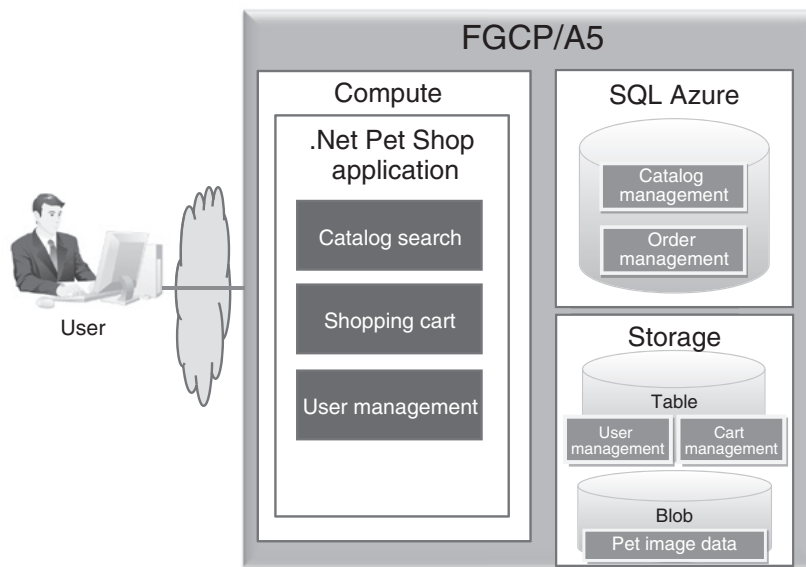 FGCP/A5
Compute
.Net Pet Shop
application
Catalog search
Shopping cart
User management
User
SQL Azure
Catalog
management
Order
management
Storage
Table
User
management
Cart
management
Blob
Pet image data